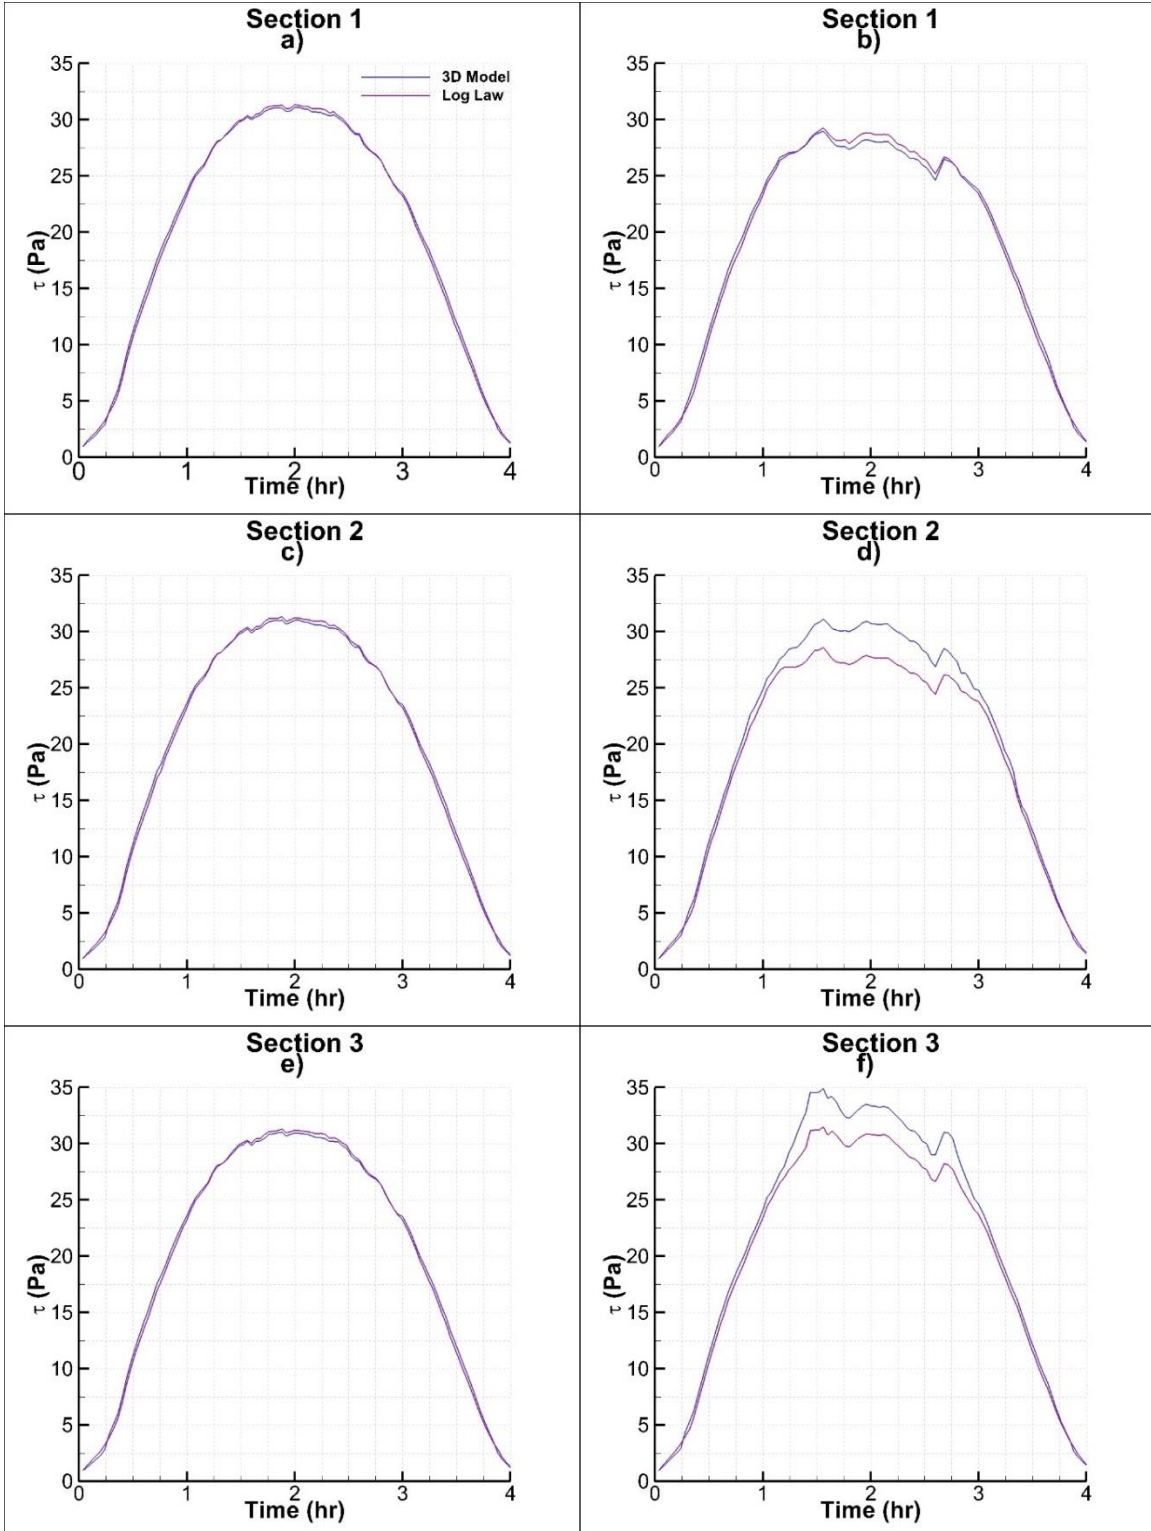 Section 1
a)
35
30
25
20
15
10
5
0
τ (Pa)
3D Model
Log Law
0 1 2 3 4
Time (hr)
Section 1
b)
35
30
25
20
15
10
5
0
τ (Pa)
0 1 2 3 4
Time (hr)
Section 2
c)
35
30
25
20
15
10
5
0
τ (Pa)
0 1 2 3 4
Time (hr)
Section 2
d)
35
30
25
20
15
10
5
0
τ (Pa)
0 1 2 3 4
Time (hr)
Section 3
e)
35
30
25
20
15
10
5
0
τ (Pa)
0 1 2 3 4
Time (hr)
Section 3
f)
35
30
25
20
15
10
5
0
τ (Pa)
0 1 2 3 4
Time (hr)